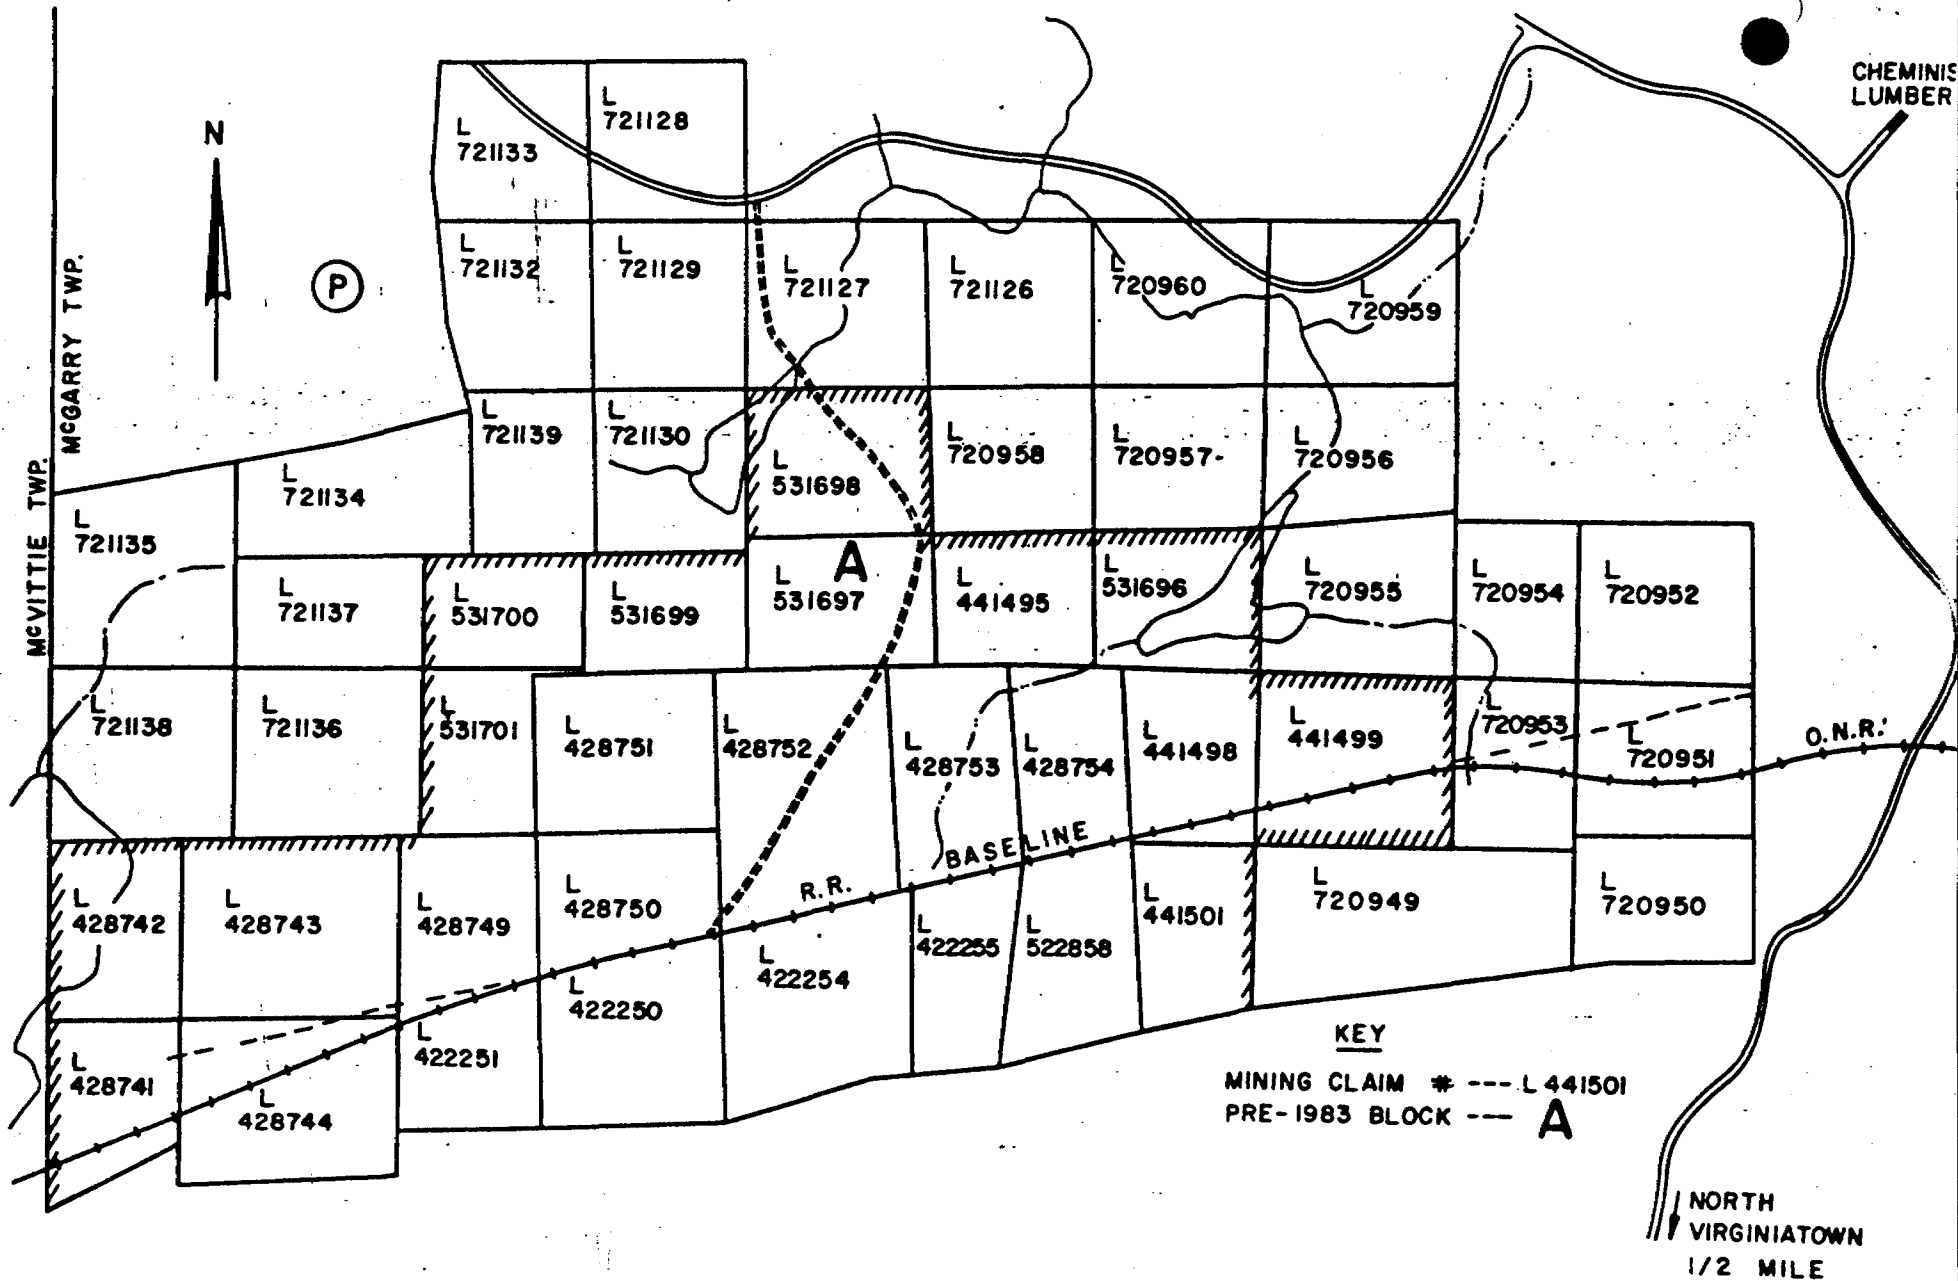 CHEMINIS
LUMBER
N
P
McGARRY TWP.
McVITTIE TWP.
L
721133
L
721128
L
721132
L
721129
L
721127
L
721126
L
720960
L
720959
L
721139
L
721130
L
531698
L
720958
L
720957
L
720956
L
721134
L
721135
L
721137
L
531700
L
531699
L
531697
A
L
441495
L
531696
L
720955
L
720954
L
720952
L
721138
L
721136
L
531701
L
428751
L
428752
L
428753
L
428754
L
441498
L
441499
L
720953
L
720951
O.N.R.
R.R.
BASELINE
L
428742
L
428743
L
428749
L
428750
L
422254
L
422255
L
522858
L
441501
L
720949
L
720950
L
428741
L
428744
L
422251
L
422250
KEY
MINING CLAIM # --- L 441501
PRE-1983 BLOCK --- A
NORTH
VIRGINIATOWN
1/2 MILE